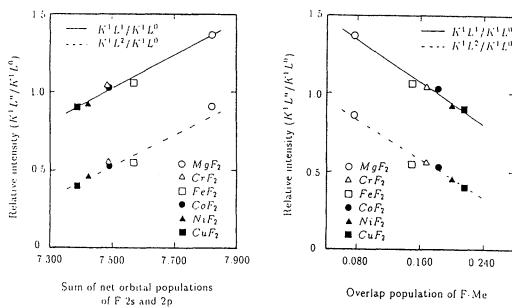 K¹L¹/K¹L⁰
K¹L²/K¹L⁰
Relative intensity (K¹Lⁿ/K¹L⁰)
1.5
1.0
0.5
0
MgF₂
CrF₂
FeF₂
CoF₂
NiF₂
CuF₂
7 300 7.500 7.700 7.900
Sum of net orbital populations
of F 2s and 2p
K¹L¹/K¹L⁰
K¹L²/K¹L⁰
Relative intensity (K¹Lⁿ/K¹L⁰)
1.5
1.0
0.5
0
MgF₂
CrF₂
FeF₂
CoF₂
NiF₂
CuF₂
0.080 0.160 0 240
Overlap population of F-Me